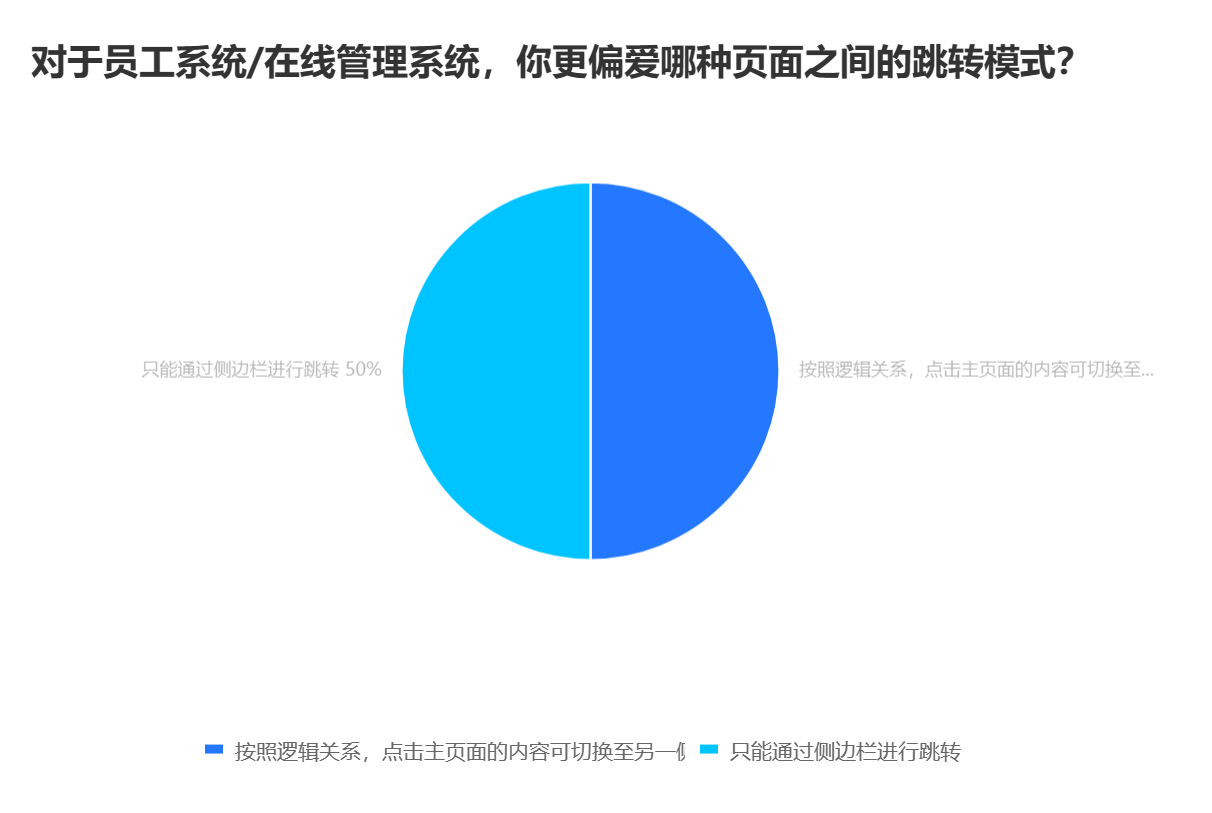 对于员工系统/在线管理系统，你更偏爱哪种页面之间的跳转模式？
只能通过侧边栏进行跳转 50%
按照逻辑关系，点击主页面的内容可切换至...
按照逻辑关系，点击主页面的内容可切换至另一
只能通过侧边栏进行跳转